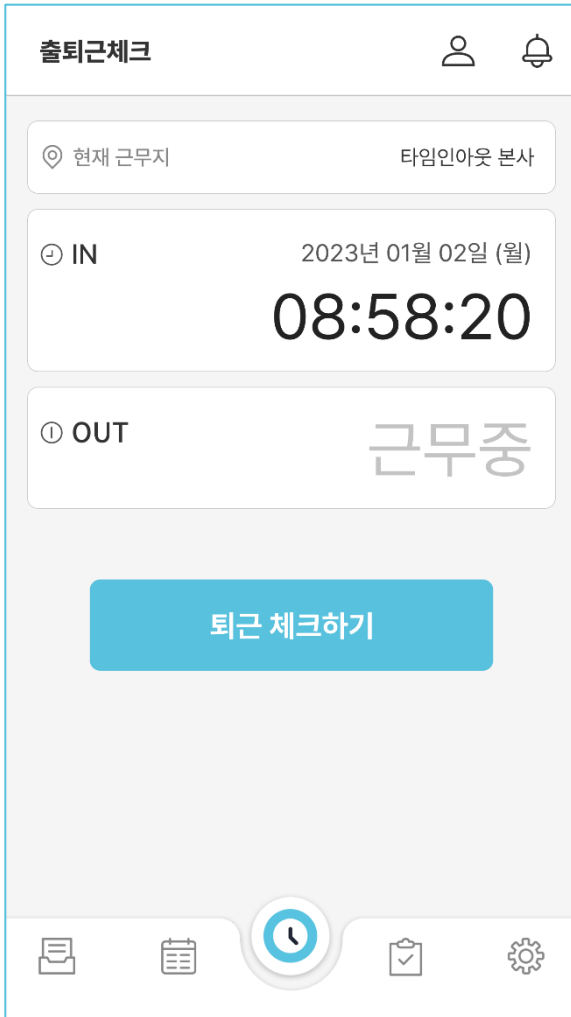 출퇴근체크
현재 근무지 타임인아웃 본사
IN 2023년 01월 02일 (월)
08:58:20
OUT 근무중
퇴근 체크하기